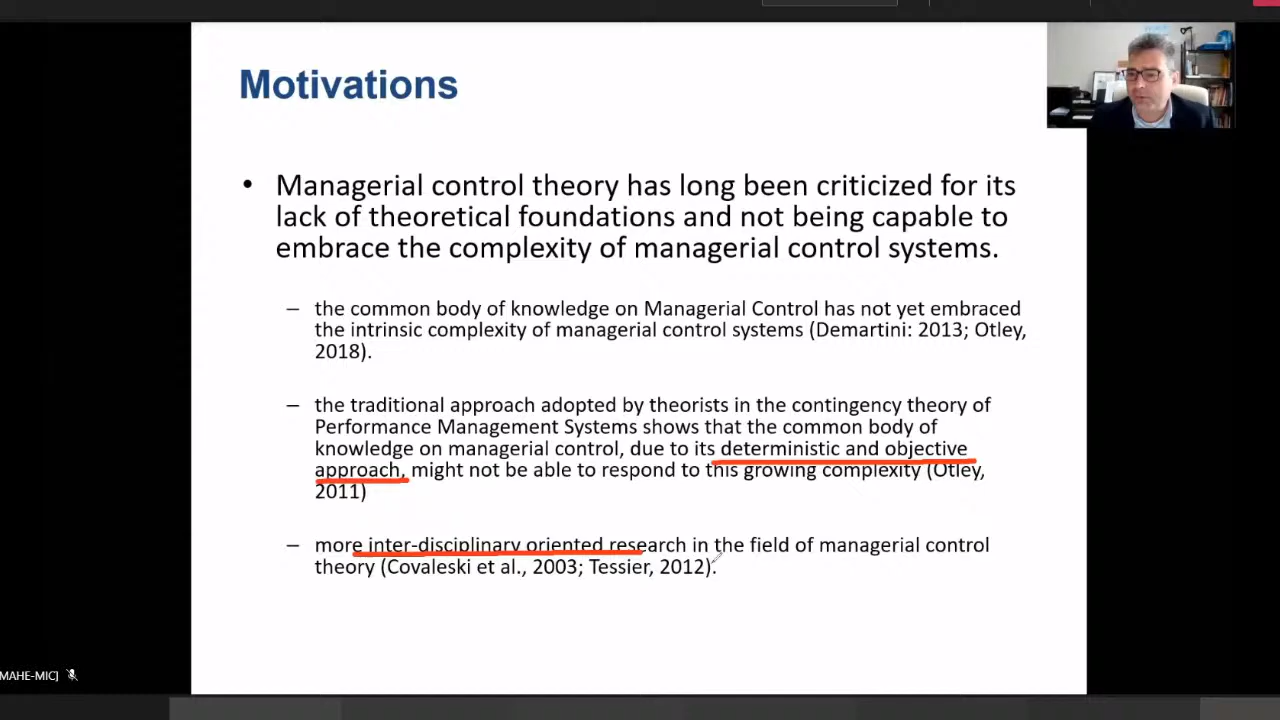 Motivations
• Managerial control theory has long been criticized for its
lack of theoretical foundations and not being capable to
embrace the complexity of managerial control systems.
– the common body of knowledge on Managerial Control has not yet embraced
the intrinsic complexity of managerial control systems (Demartini: 2013; Otley,
2018).
– the traditional approach adopted by theorists in the contingency theory of
Performance Management Systems shows that the common body of
knowledge on managerial control, due to its deterministic and objective
approach, might not be able to respond to this growing complexity (Otley,
2011)
– more inter-disciplinary oriented research in the field of managerial control
theory (Covaleski et al., 2003; Tessier, 2012).
MAHE-MIC]